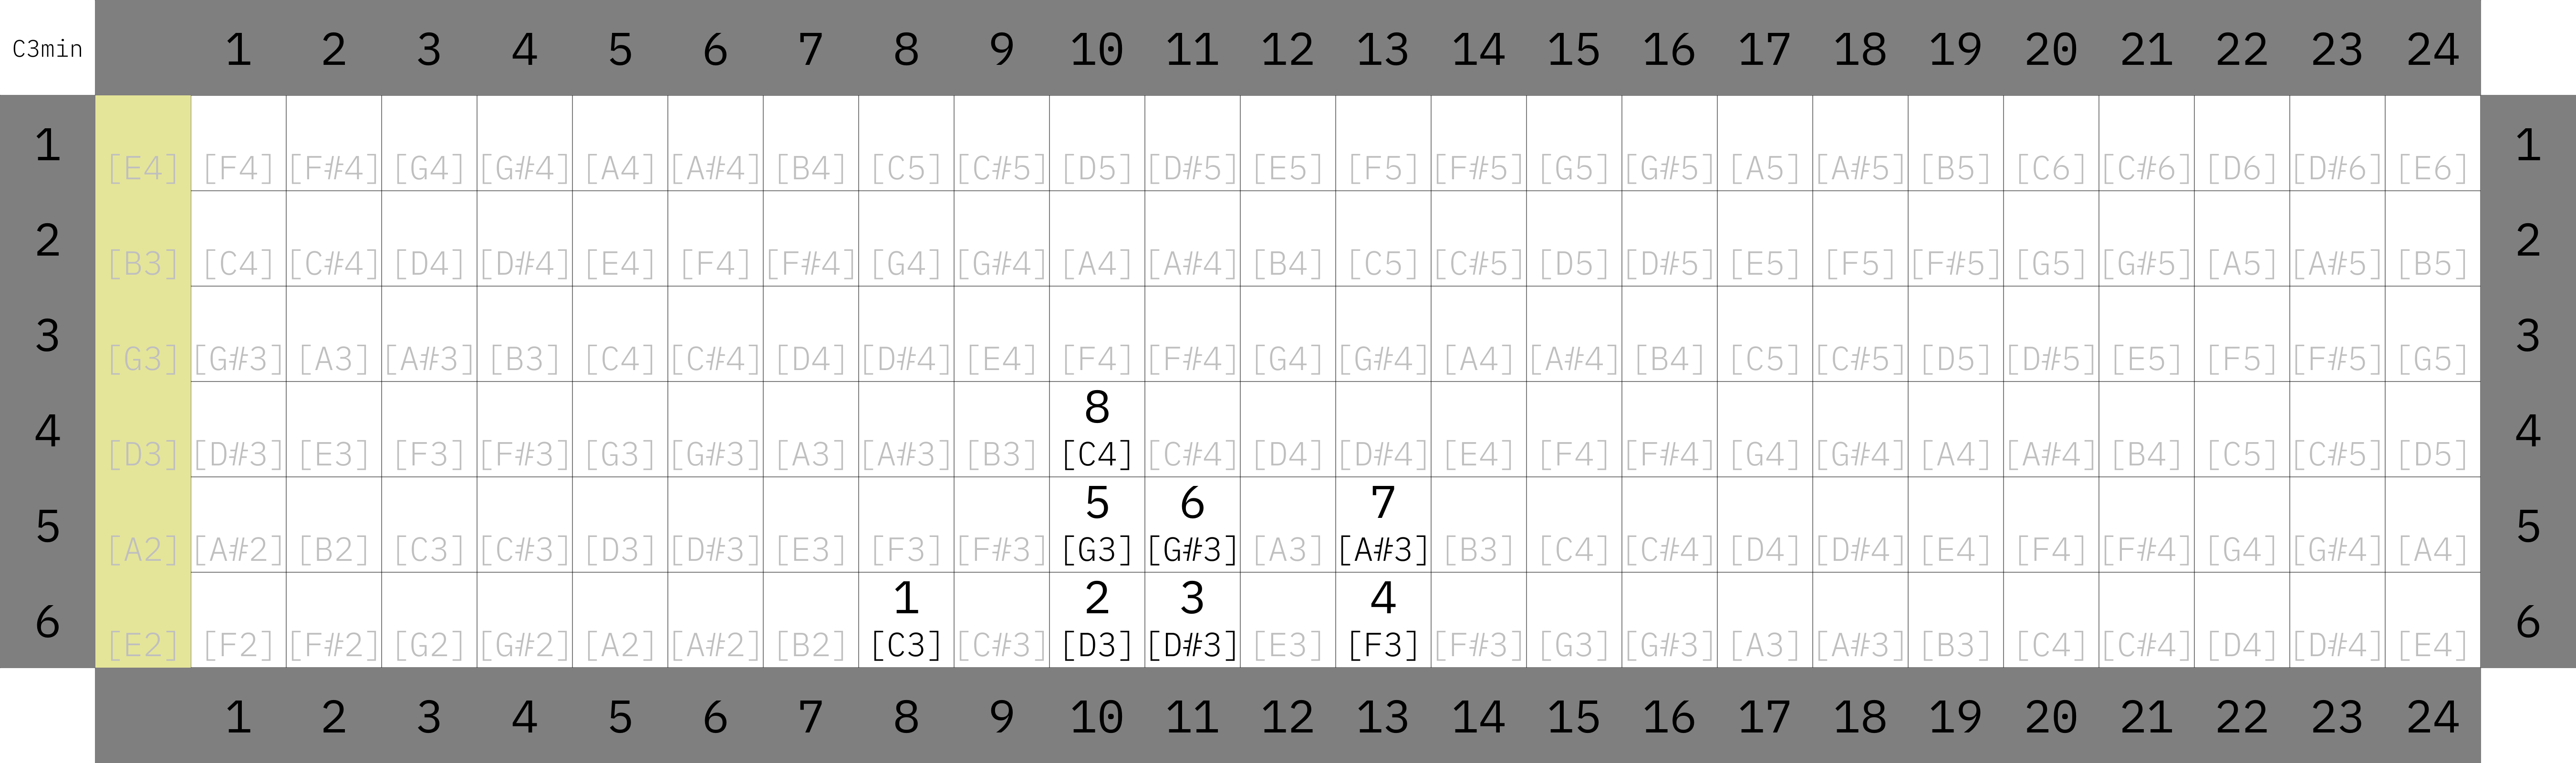 C3min 1 2 3 4 5 6 7 8 9 10 11 12 13 14 15 16 17 18 19 20 21 22 23 24
1 [E4] [F4] [F#4] [G4] [G#4] [A4] [A#4] [B4] [C5] [C#5] [D5] [D#5] [E5] [F5] [F#5] [G5] [G#5] [A5] [A#5] [B5] [C6] [C#6] [D6] [D#6] [E6] 1
2 [B3] [C4] [C#4] [D4] [D#4] [E4] [F4] [F#4] [G4] [G#4] [A4] [A#4] [B4] [C5] [C#5] [D5] [D#5] [E5] [F5] [F#5] [G5] [G#5] [A5] [A#5] [B5] 2
3 [G3] [G#3] [A3] [A#3] [B3] [C4] [C#4] [D4] [D#4] [E4] [F4] [F#4] [G4] [G#4] [A4] [A#4] [B4] [C5] [C#5] [D5] [D#5] [E5] [F5] [F#5] [G5] 3
8
4 [D3] [D#3] [E3] [F3] [F#3] [G3] [G#3] [A3] [A#3] [B3] [C4] [C#4] [D4] [D#4] [E4] [F4] [F#4] [G4] [G#4] [A4] [A#4] [B4] [C5] [C#5] [D5] 4
5 6 7
5 [A2] [A#2] [B2] [C3] [C#3] [D3] [D#3] [E3] [F3] [F#3] [G3] [G#3] [A3] [A#3] [B3] [C4] [C#4] [D4] [D#4] [E4] [F4] [F#4] [G4] [G#4] [A4] 5
1 2 3 4
6 [E2] [F2] [F#2] [G2] [G#2] [A2] [A#2] [B2] [C3] [C#3] [D3] [D#3] [E3] [F3] [F#3] [G3] [G#3] [A3] [A#3] [B3] [C4] [C#4] [D4] [D#4] [E4] 6
1 2 3 4 5 6 7 8 9 10 11 12 13 14 15 16 17 18 19 20 21 22 23 24